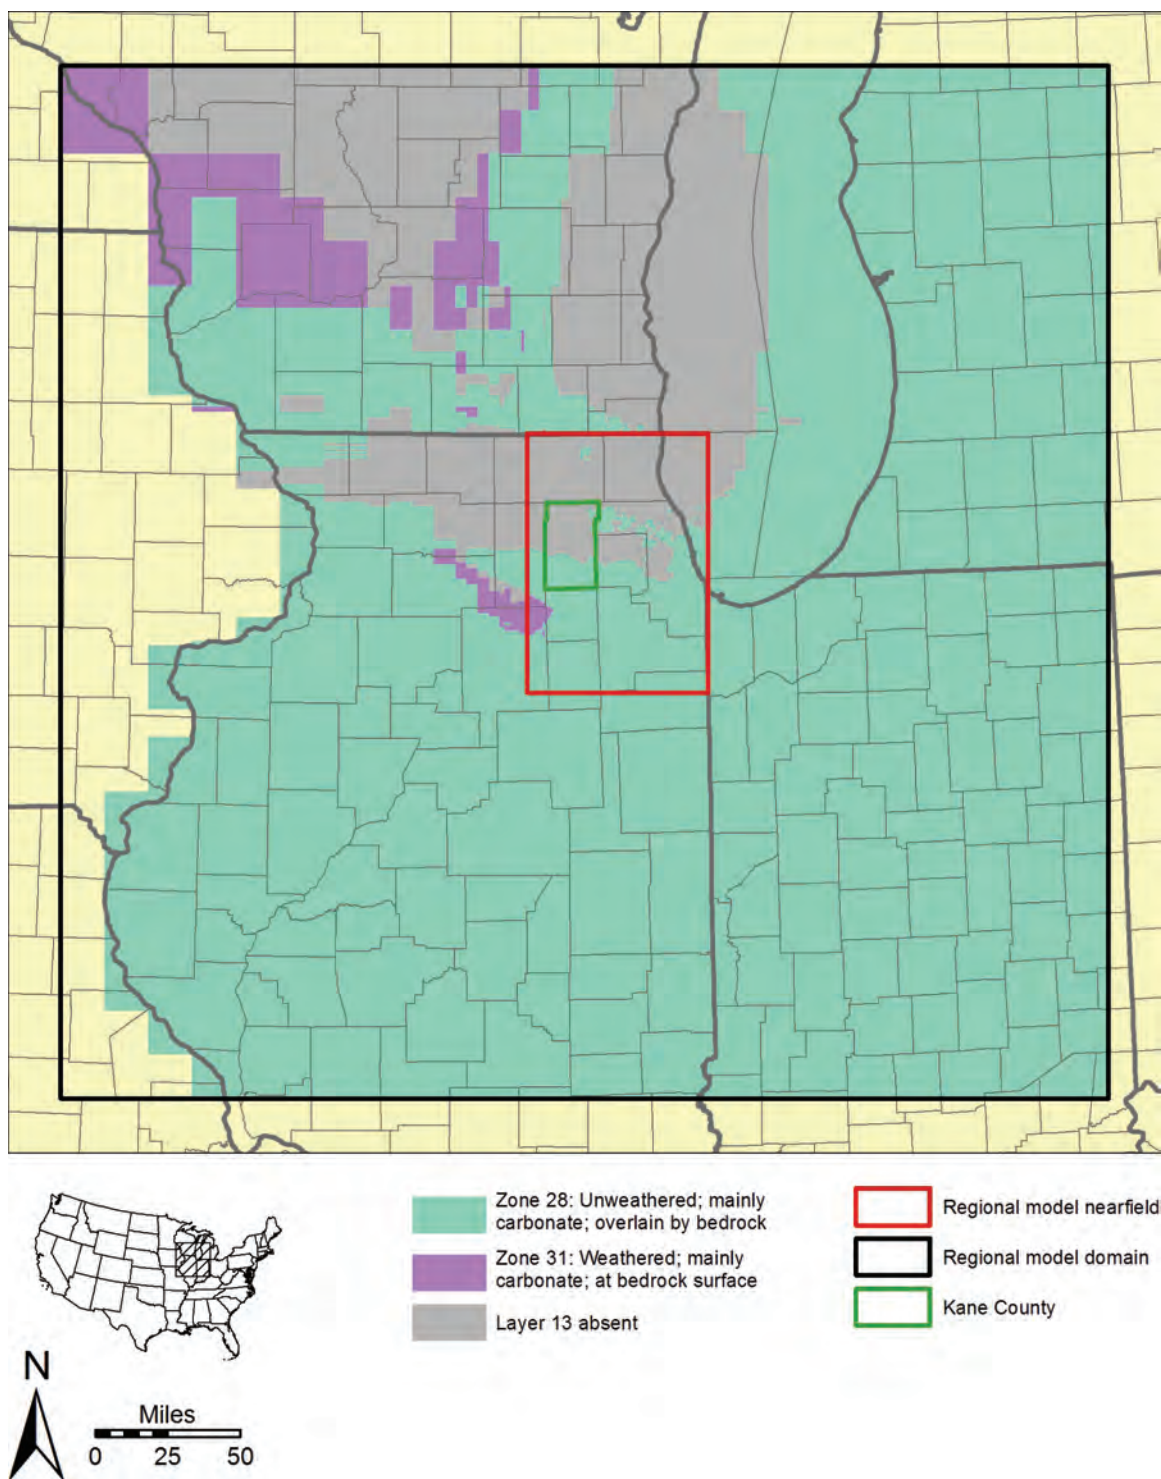 Zone 28: Unweathered; mainly
carbonate; overlain by bedrock
Zone 31: Weathered; mainly
carbonate; at bedrock surface
Layer 13 absent
Regional model nearfield
Regional model domain
Kane County
N
Miles
0 25 50